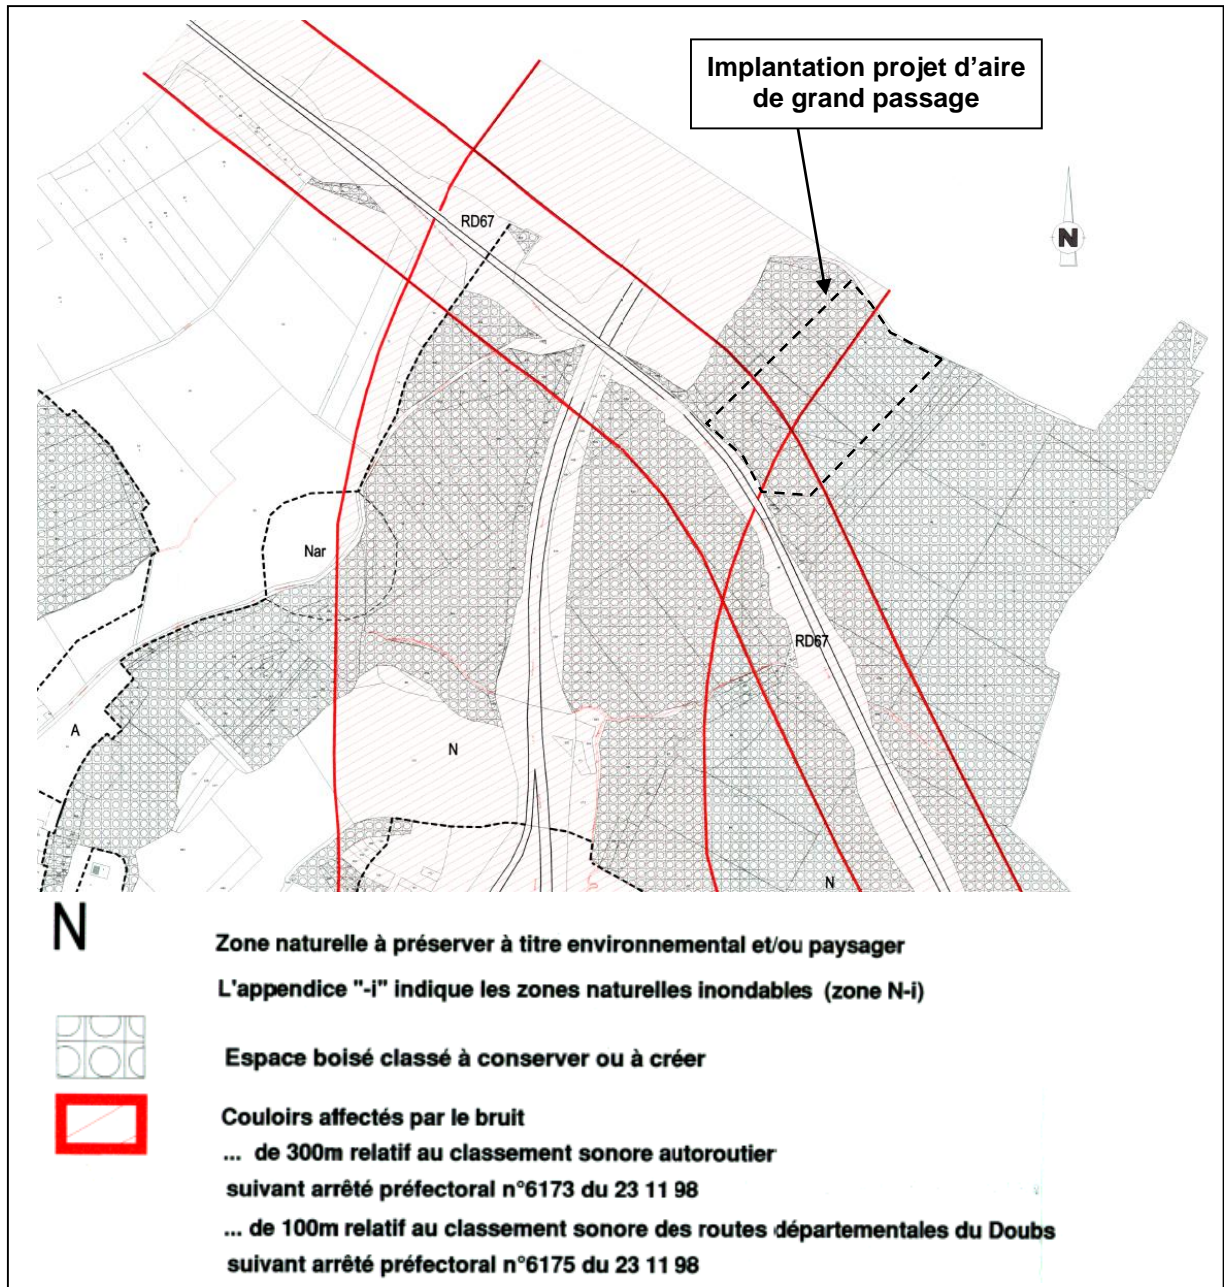 Implantation projet d'aire
de grand passage
RD67
N
Nar
RD67
A
N
N
N
Zone naturelle à préserver à titre environnemental et/ou paysager
L'appendice "-i" indique les zones naturelles inondables (zone N-i)
Espace boisé classé à conserver ou à créer
Couloirs affectés par le bruit
... de 300m relatif au classement sonore autoroutier
suivant arrêté préfectoral n°6173 du 23 11 98
... de 100m relatif au classement sonore des routes départementales du Doubs
suivant arrêté préfectoral n°6175 du 23 11 98